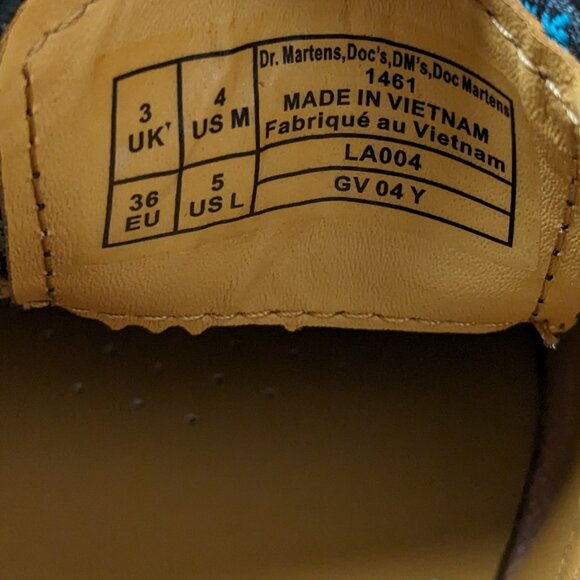 3
UK
4
US M
36
EU
5
US L
Dr. Martens,Doc's,DM's,Doc Martens
1461
MADE IN VIETNAM
Fabriqué au Vietnam
LA004
GV 04 Y